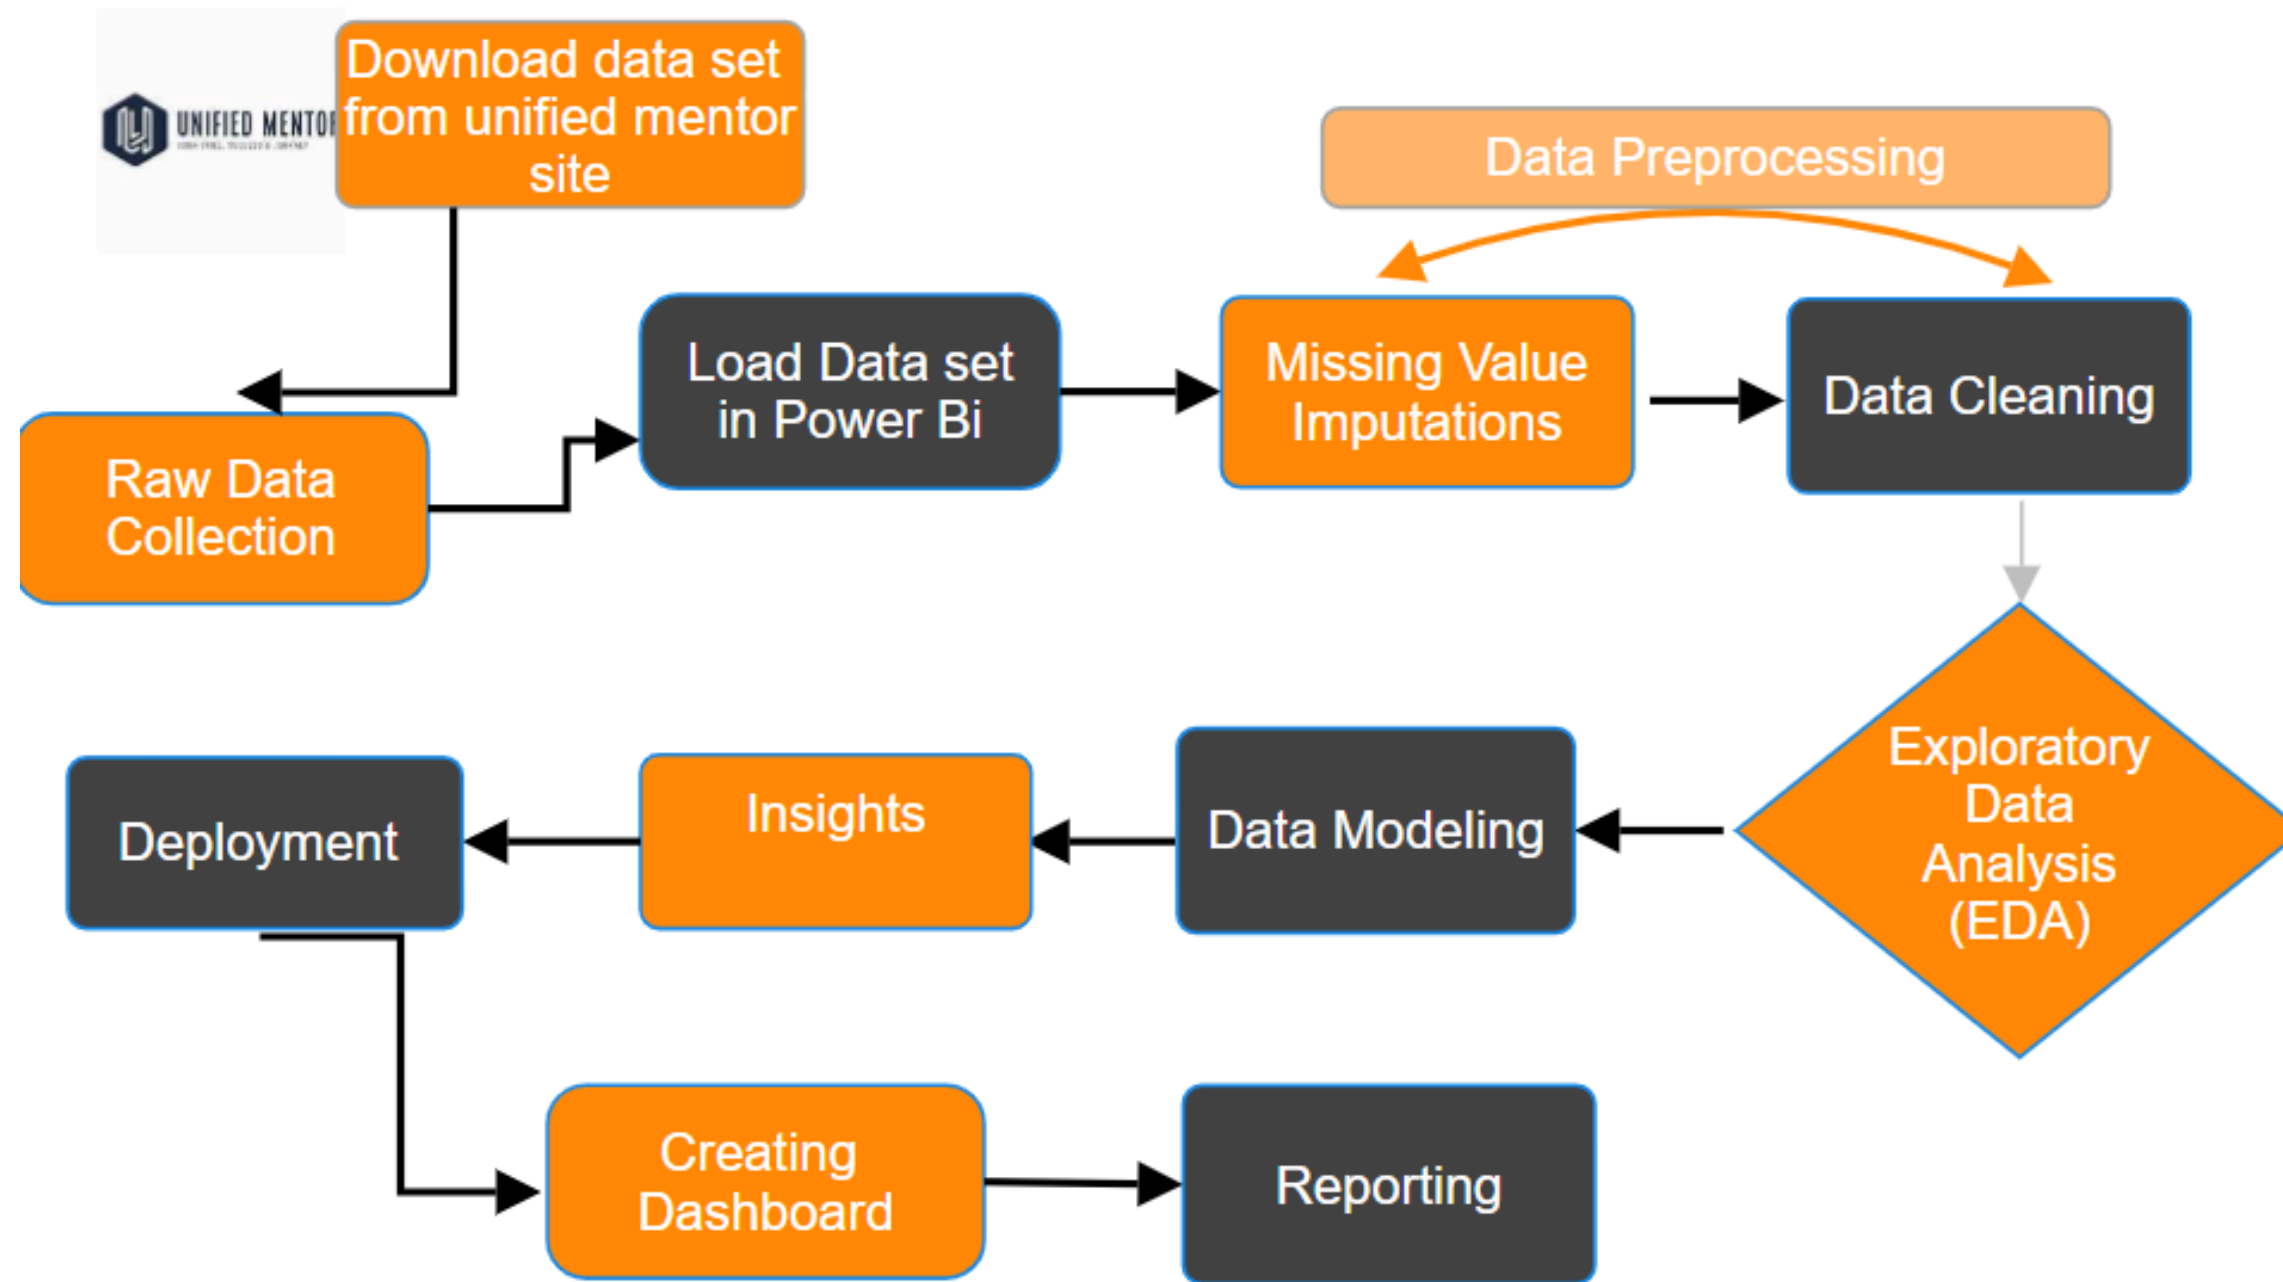 Download data set
from unified mentor
site
UNIFIED MENTOR
Data Preprocessing
Load Data set
in Power Bi
Missing Value
Imputations
Data Cleaning
Raw Data
Collection
Exploratory
Data
Analysis
(EDA)
Data Modeling
Insights
Deployment
Creating
Dashboard
Reporting